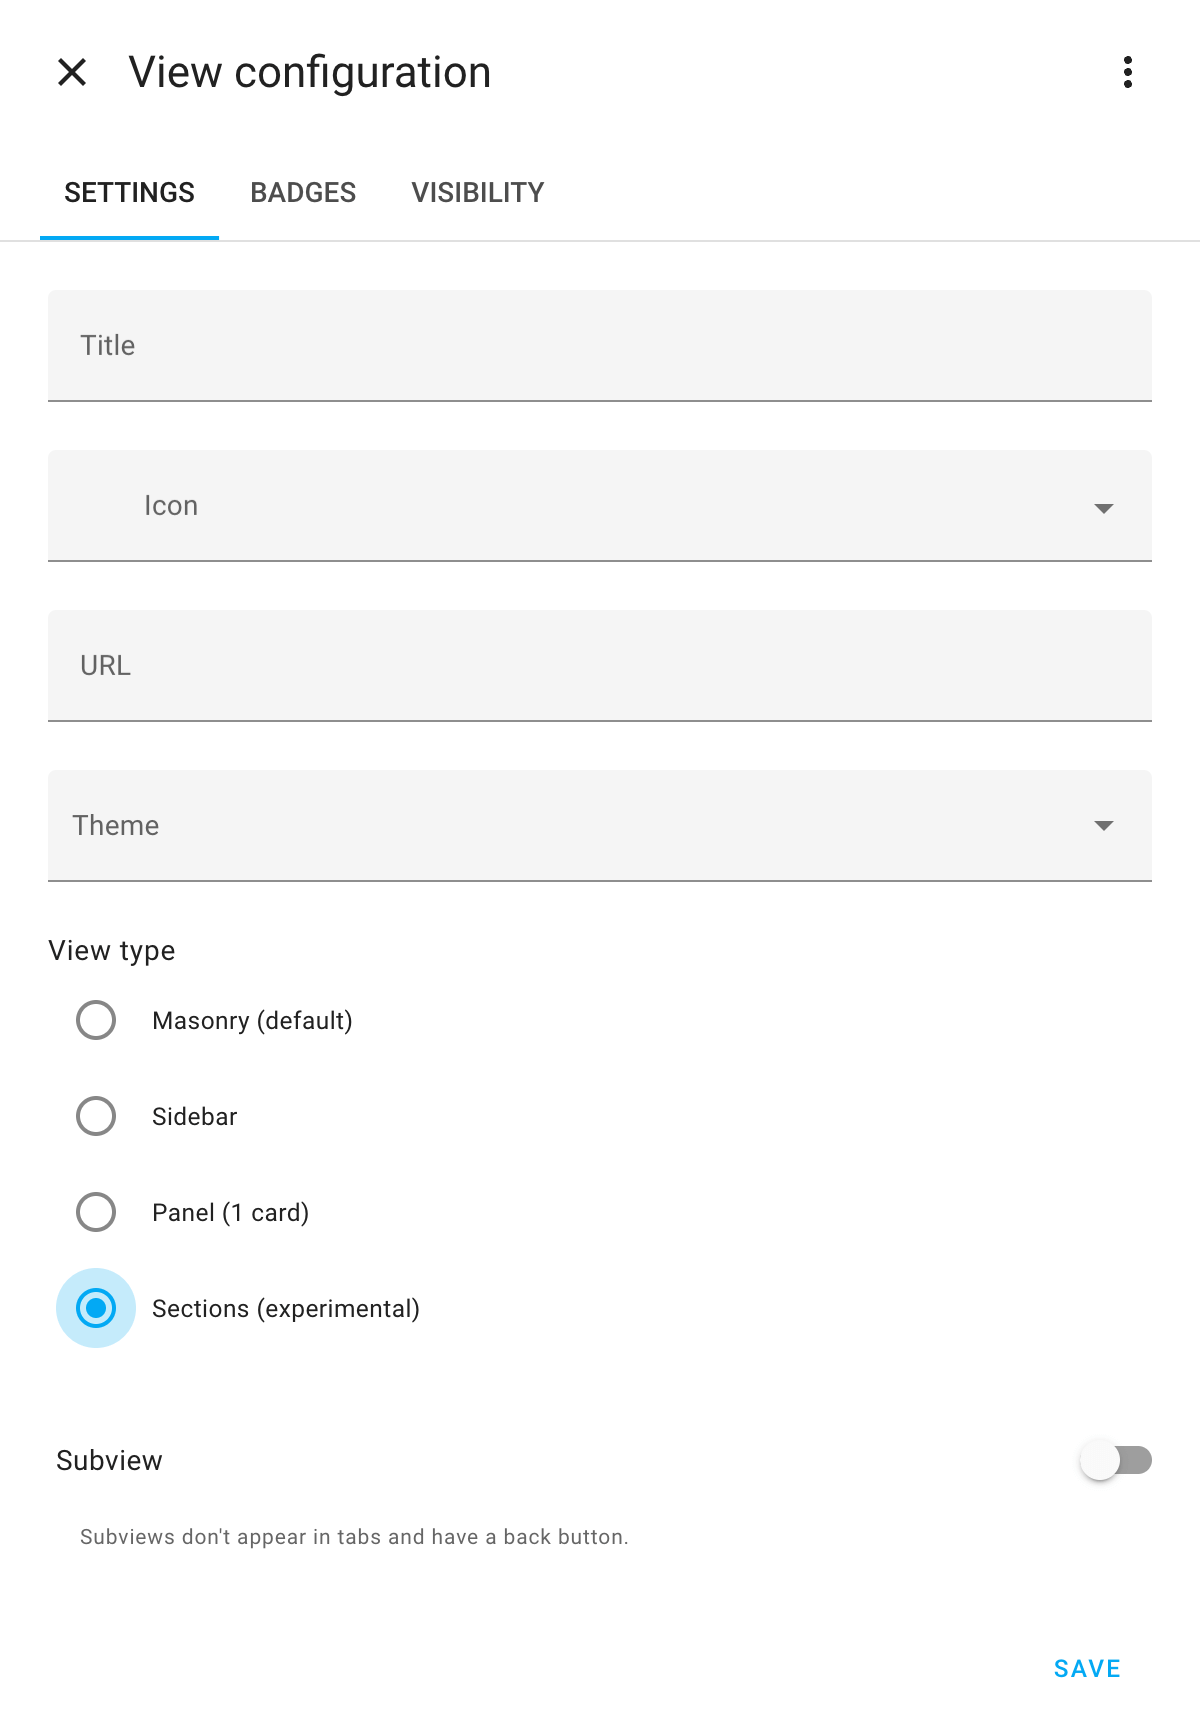 View configuration
SETTINGS BADGES VISIBILITY
Title
Icon
URL
Theme
View type
Masonry (default)
Sidebar
Panel (1 card)
Sections (experimental)
Subview
Subviews don't appear in tabs and have a back button.
SAVE